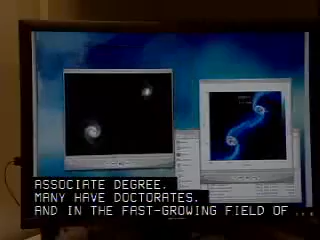 ASSOCIATE DEGREE.
MANY HAVE DOCTORATES.
AND IN THE FAST-GROWING FIELD OF